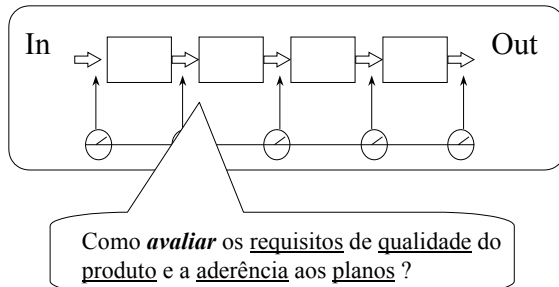 In Out
Como avaliar os requisitos de qualidade do
produto e a aderência aos planos ?